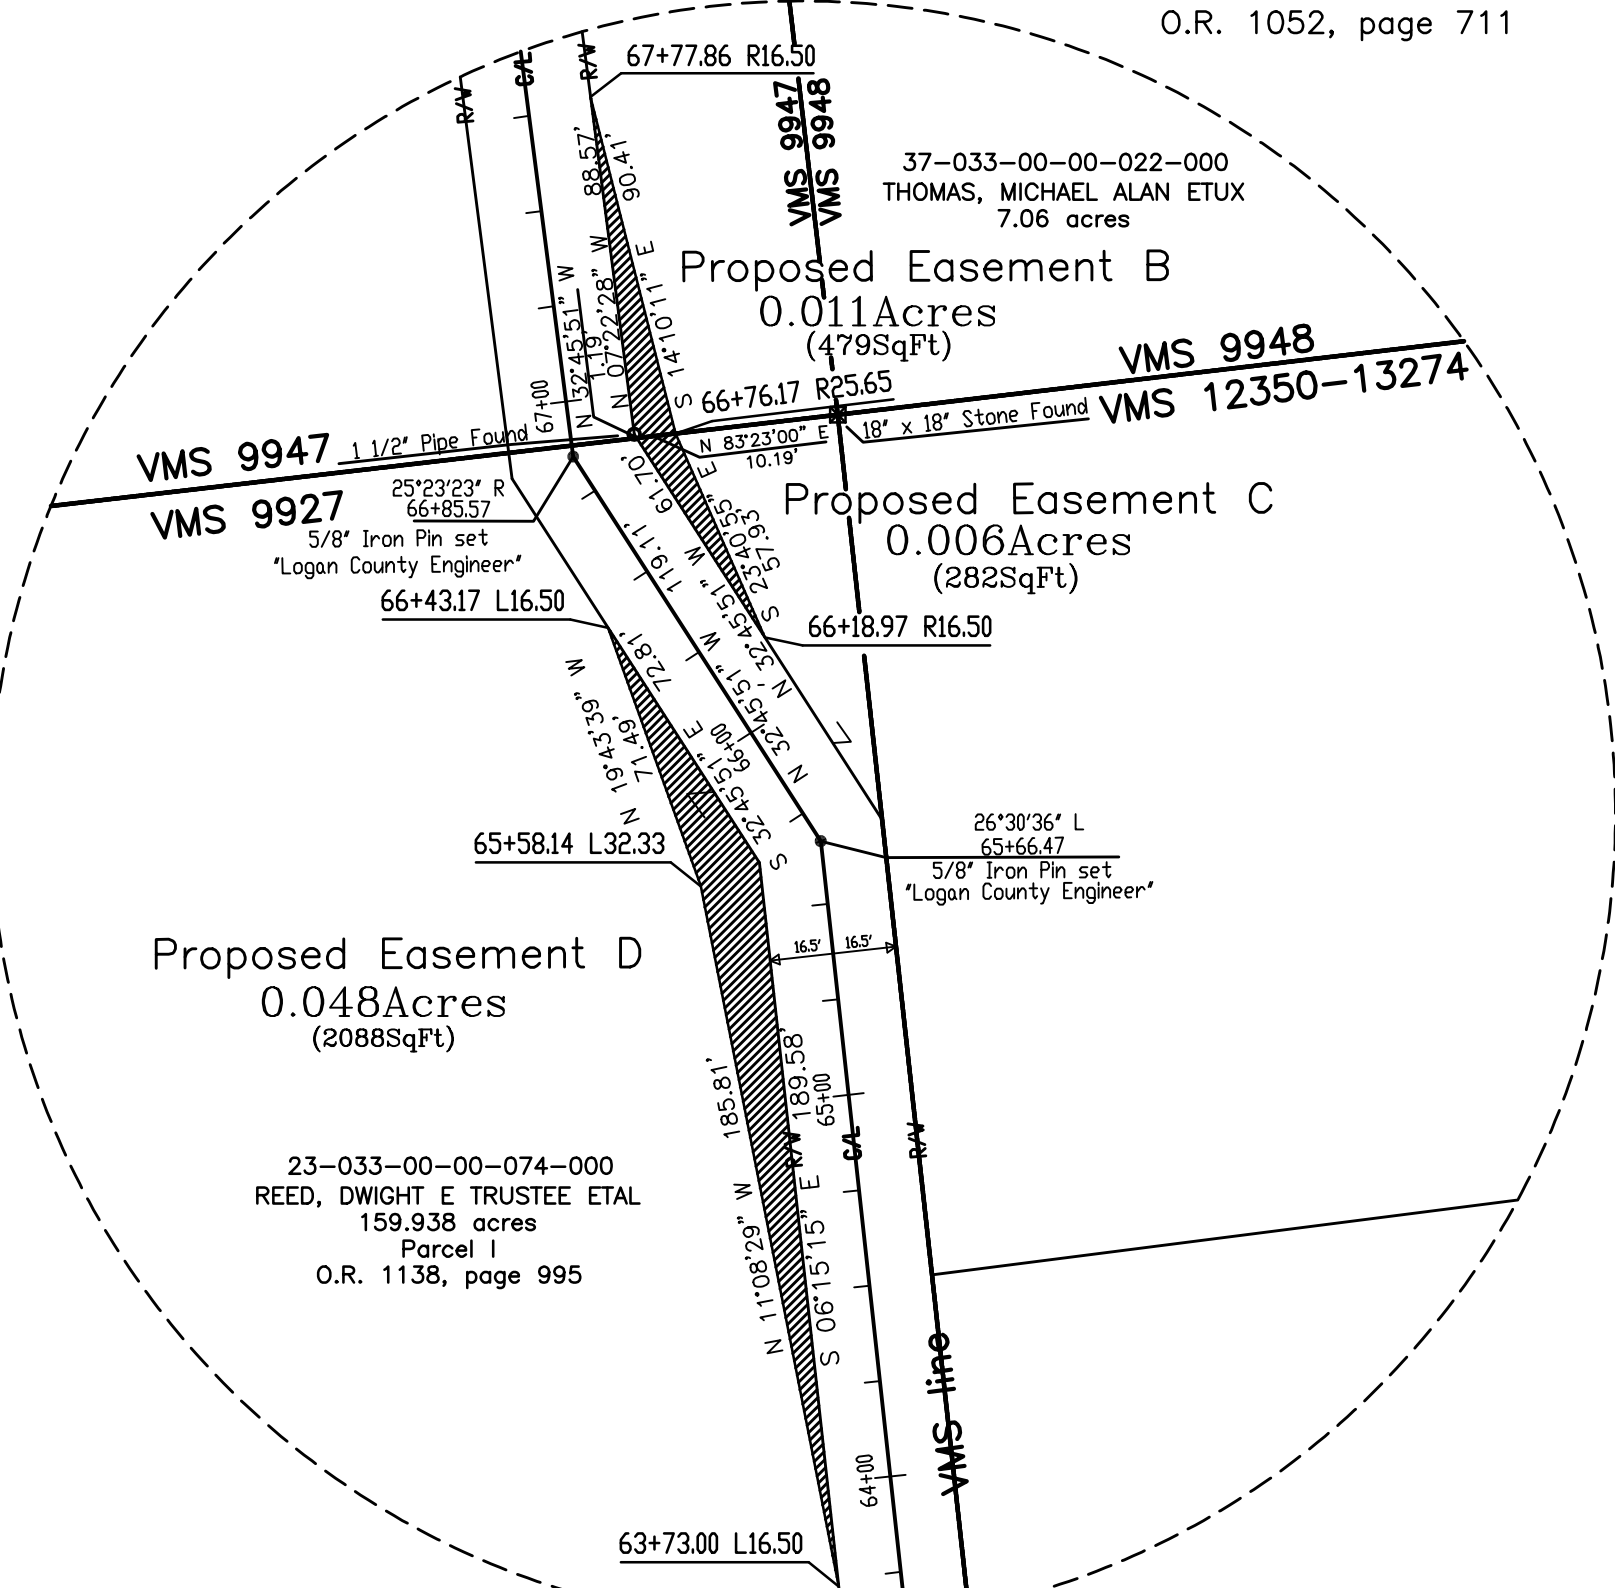 O.R. 1052, page 711
67+77.86 R16.50
R/W
C/L
R/W
VMS 9947
VMS 9948
37-033-00-00-022-000
THOMAS, MICHAEL ALAN ETUX
7.06 acres
88.57'
90.41'
N 07°22'28" W
S 14°10'11" E
N 32°45'51" W
1.19'
Proposed Easement B
0.011Acres
(479SqFt)
VMS 9948
VMS 12350-13274
66+76.17 R25.65
67+00
18" x 18" Stone Found
N 83°23'00" E
10.19'
VMS 9947
1 1/2" Pipe Found
VMS 9927
25°23'23" R
66+85.57
5/8" Iron Pin set
"Logan County Engineer"
61.70'
N 32°45'51" W
S 23°40'55" E
57.93'
Proposed Easement C
0.006Acres
(282SqFt)
119.11'
N 32°45'51" W
66+43.17 L16.50
66+18.97 R16.50
72.81'
S 32°45'51" E
66+00
N 19°43'39" W
71.49'
65+58.14 L32.33
26°30'36" L
65+66.47
5/8" Iron Pin set
"Logan County Engineer"
16.5'
16.5'
Proposed Easement D
0.048Acres
(2088SqFt)
185.81'
N 11°08'29" W
189.58'
S 06°15'15" E
65+00
R/W
C/L
R/W
23-033-00-00-074-000
REED, DWIGHT E TRUSTEE ETAL
159.938 acres
Parcel I
O.R. 1138, page 995
VMS line
64+00
63+73.00 L16.50